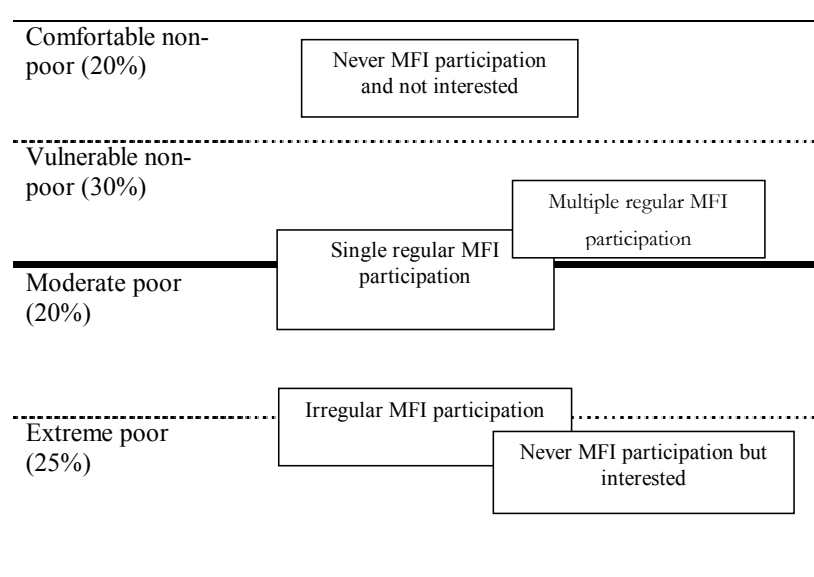 Comfortable non-
poor (20%)
Never MFI participation
and not interested
Vulnerable non-
poor (30%)
Multiple regular MFI
participation
Single regular MFI
participation
Moderate poor
(20%)
Irregular MFI participation
Extreme poor
(25%)
Never MFI participation but
interested